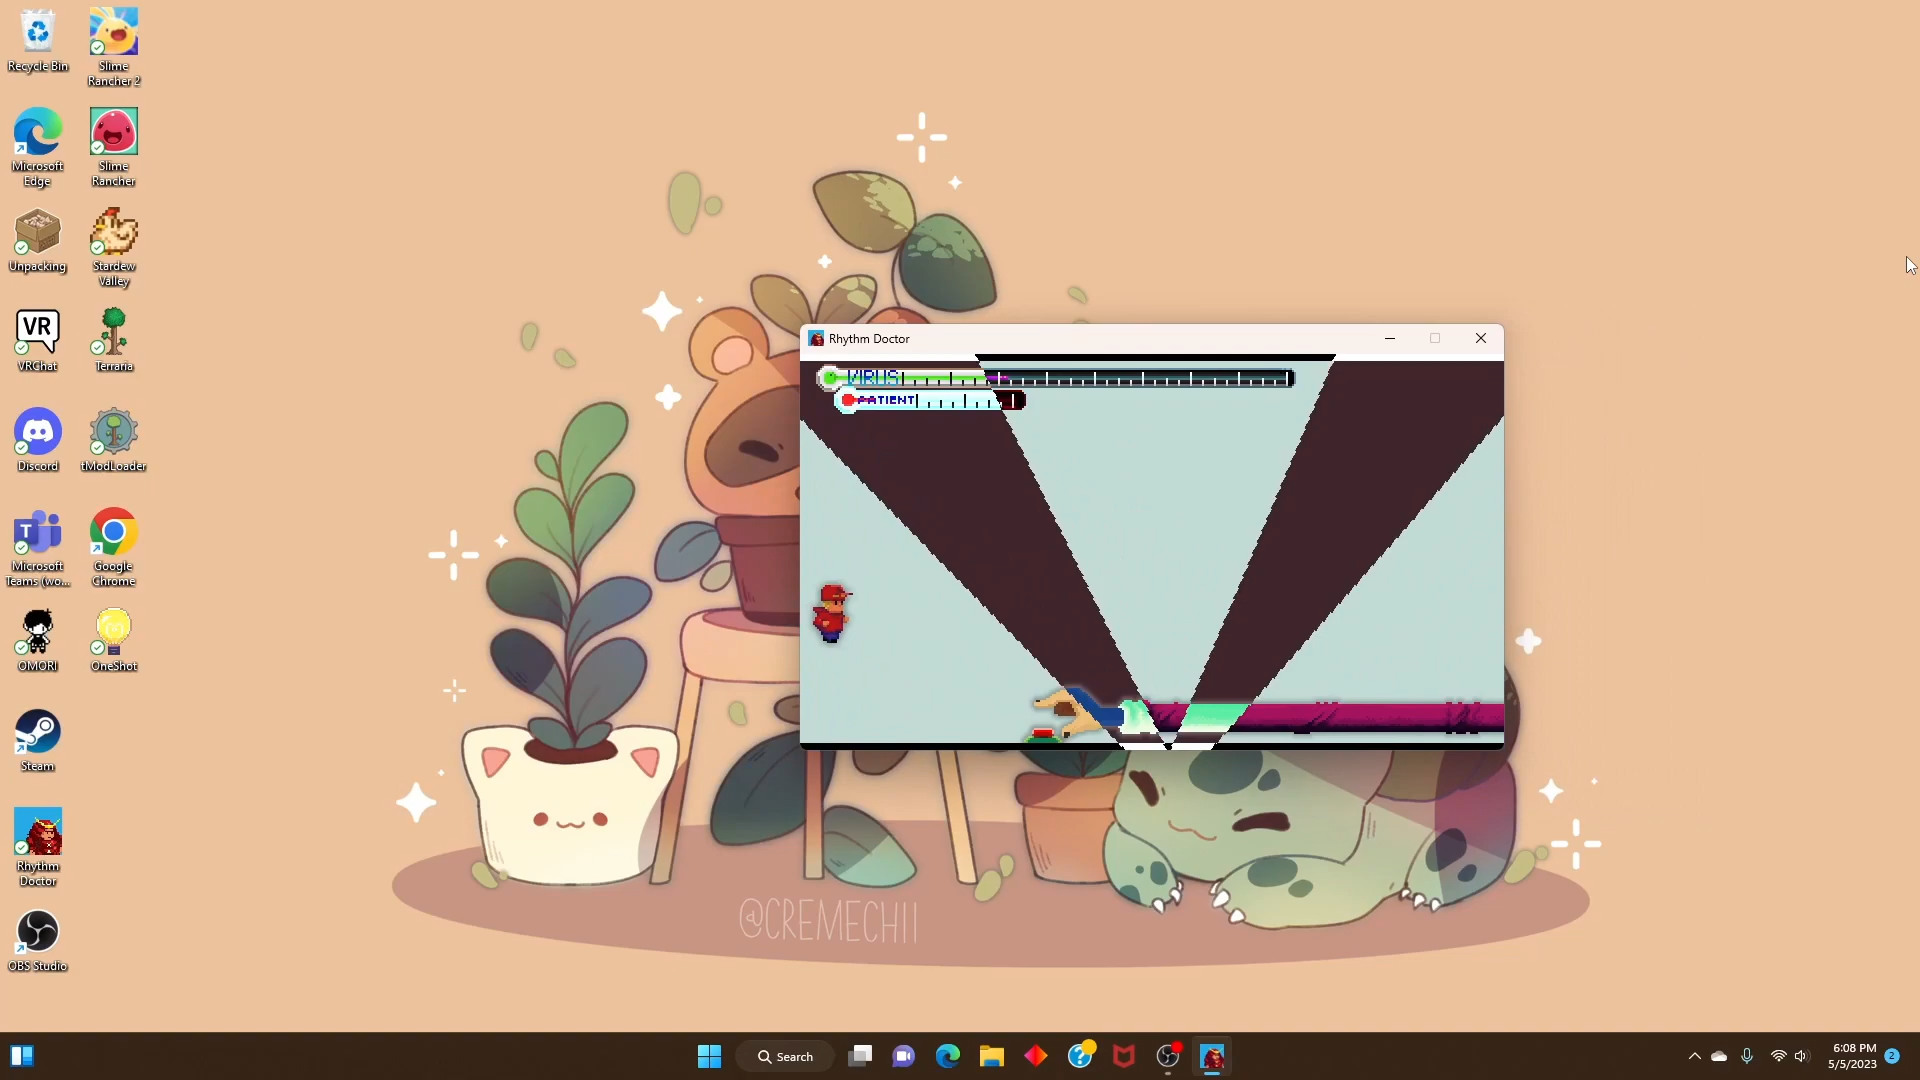 Recycle Bin
Slime
Rancher 2
Microsoft
Edge
Slime
Rancher
Unpacking
Stardew
Valley
VR
VRChat
Terraria
Discord
tModLoader
T
Microsoft
Teams (wo...
Google
Chrome
OMORI
OneShot
Steam
Rhythm
Doctor
OBS Studio
Rhythm Doctor
VIRUS
PATIENT
@CREMECHII
Search
6:08 PM
5/5/2023
2